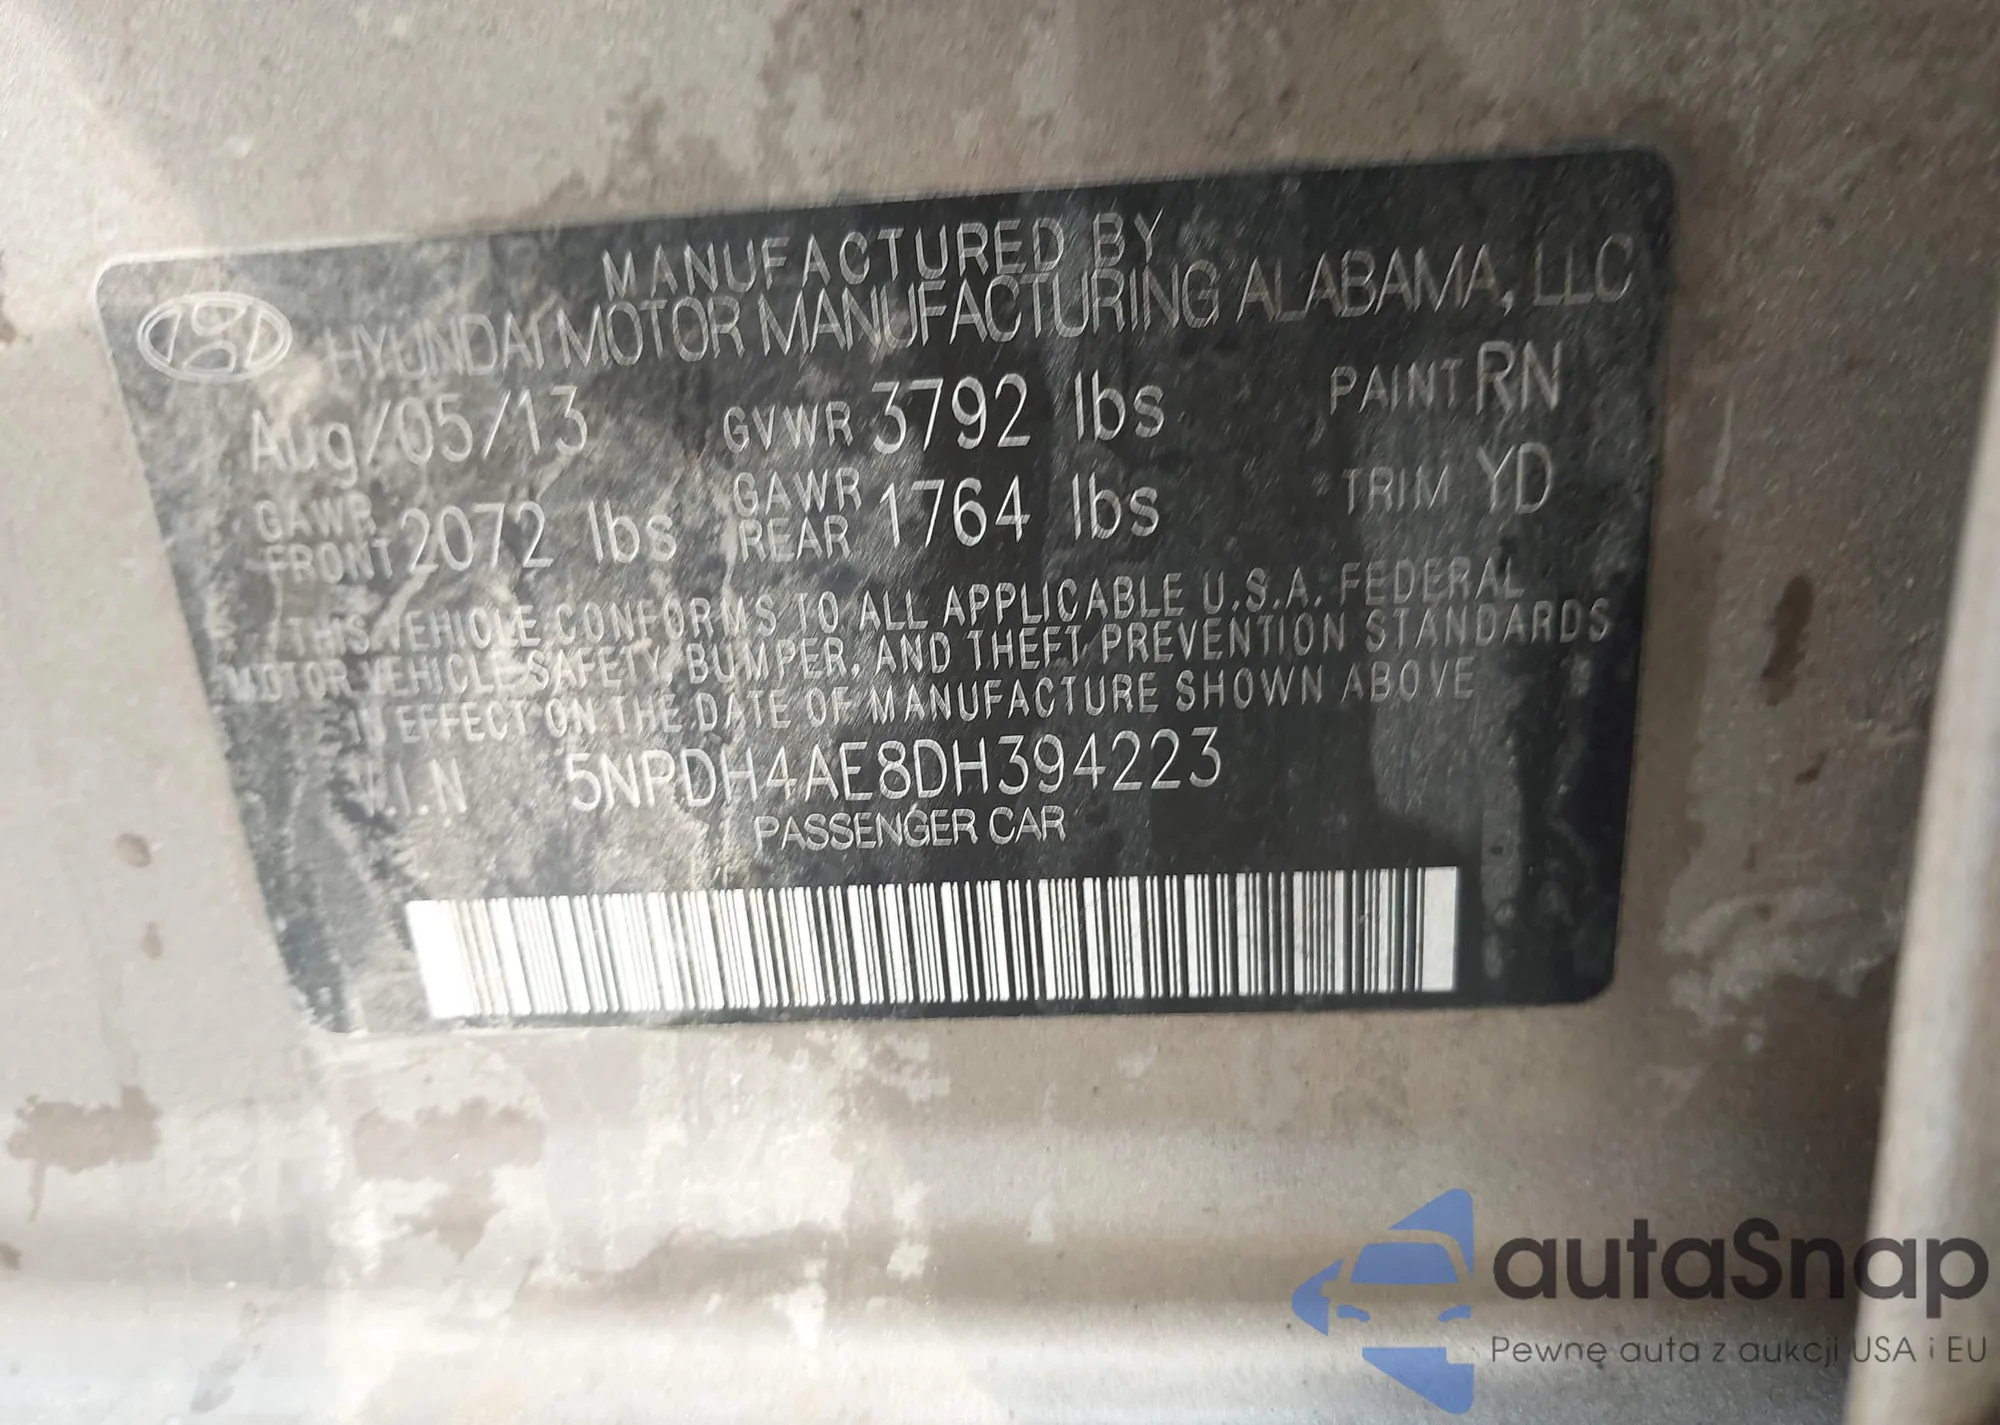 MANUFACTURED BY
HYUNDAI MOTOR MANUFACTURING ALABAMA, LLC
Aug/05/13 GVWR 3792 lbs PAINT RN
GAWR FRONT 2072 lbs GAWR REAR 1764 lbs TRIM YD
THIS VEHICLE CONFORMS TO ALL APPLICABLE U.S.A. FEDERAL
MOTOR VEHICLE SAFETY, BUMPER, AND THEFT PREVENTION STANDARDS
IN EFFECT ON THE DATE OF MANUFACTURE SHOWN ABOVE
V.I.N 5NPDH4AE8DH394223
PASSENGER CAR
autaSnap
Pewne auta z aukcji USA i EU